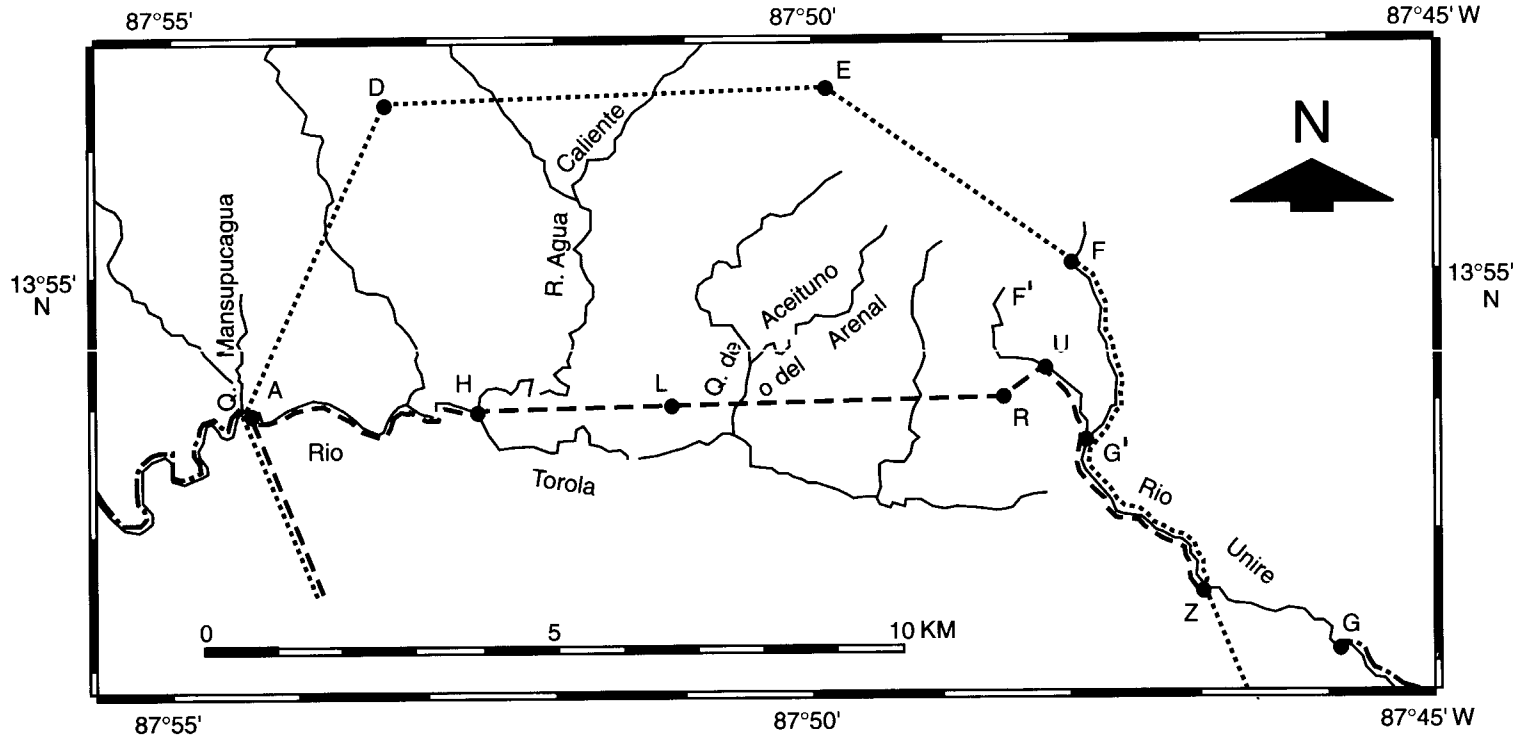 87°55'
87°50'
87°45' W
D
E
N
Caliente
R. Agua
Q. Mansupucagua
13°55'
N
13°55'
N
F
F'
Aceituno
Q. de
o del
Arenal
U
A
H
L
R
G'
Rio
Torola
Rio
Unire
Z
G
0
5
10 KM
87°55'
87°50'
87°45' W